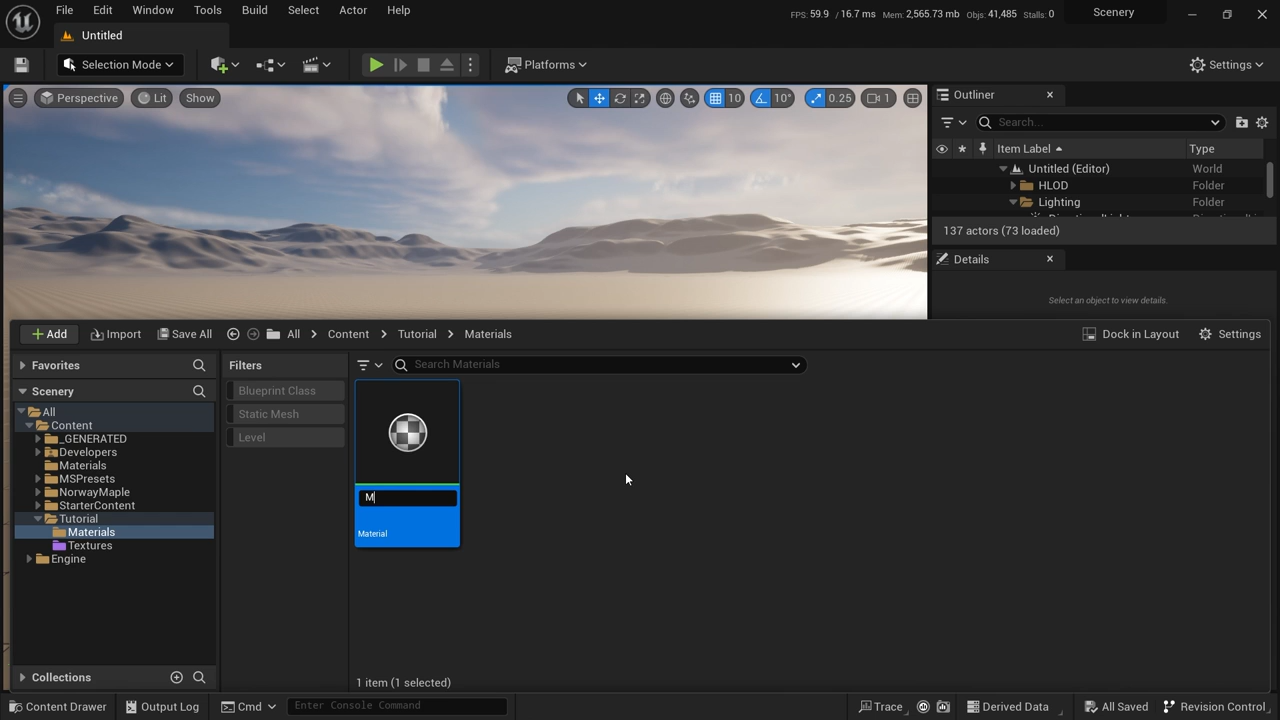 File Edit Window Tools Build Select Actor Help
FPS: 59.9 / 16.7 ms Mem: 2,565.73 mb Objs: 41,485 Stalls: 0
Scenery
Untitled
Selection Mode
Platforms
Settings
Perspective
Lit
Show
10
10°
0.25
1
Outliner
Search...
Item Label
Type
Untitled (Editor) World
HLOD Folder
Lighting Folder
137 actors (73 loaded)
Details
Select an object to view details.
Add
Import
Save All
All > Content > Tutorial > Materials
Dock in Layout
Settings
Favorites
Scenery
All
Content
_GENERATED
Developers
Materials
MSPresets
NorwayMaple
StarterContent
Tutorial
Materials
Textures
Engine
Collections
Filters
Blueprint Class
Static Mesh
Level
Search Materials
M
Material
1 item (1 selected)
Content Drawer
Output Log
Cmd
Enter Console Command
Trace
Derived Data
All Saved
Revision Control